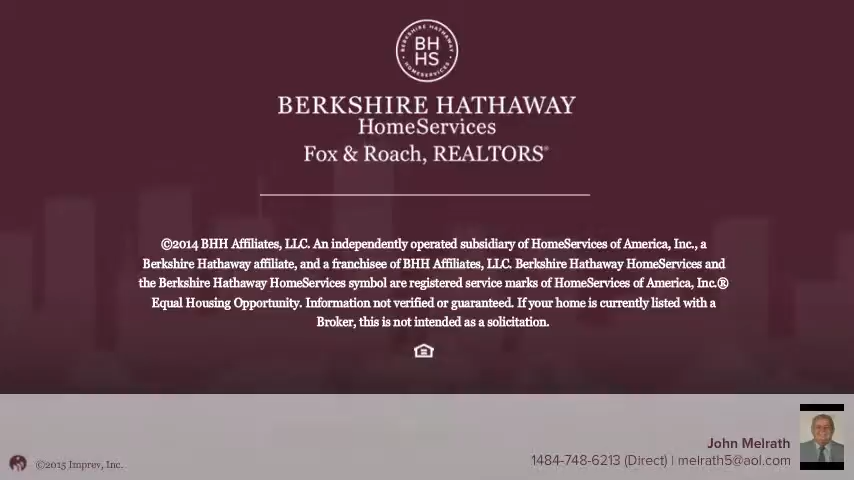 BERKSHIRE HATHAWAY
BH
HS
HOMESERVICES
BERKSHIRE HATHAWAY
HomeServices
Fox & Roach, REALTORS®
©2014 BHH Affiliates, LLC. An independently operated subsidiary of HomeServices of America, Inc., a
Berkshire Hathaway affiliate, and a franchisee of BHH Affiliates, LLC. Berkshire Hathaway HomeServices and
the Berkshire Hathaway HomeServices symbol are registered service marks of HomeServices of America, Inc.®
Equal Housing Opportunity. Information not verified or guaranteed. If your home is currently listed with a
Broker, this is not intended as a solicitation.
John Melrath
1484-748-6213 (Direct) | melrath5@aol.com
©2015 Imprev, Inc.